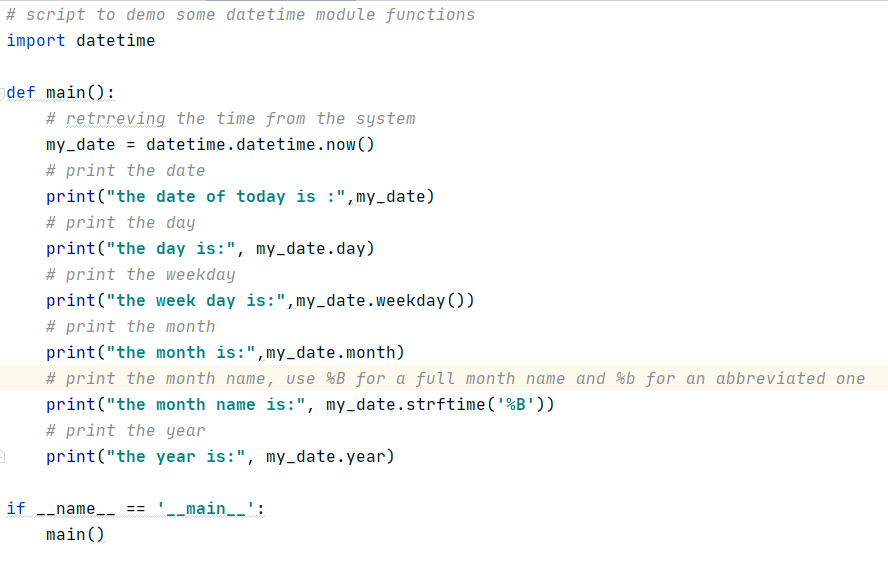 # script to demo some datetime module functions
import datetime
def main():
# retrreving the time from the system
my_date = datetime.datetime.now()
# print the date
print("the date of today is :",my_date)
# print the day
print("the day is:", my_date.day)
# print the weekday
print("the week day is:",my_date.weekday())
# print the month
print("the month is:",my_date.month)
# print the month name, use %B for a full month name and %b for an abbreviated one
print("the month name is:", my_date.strftime('%B'))
# print the year
print("the year is:", my_date.year)
if __name__ == '__main__':
main()